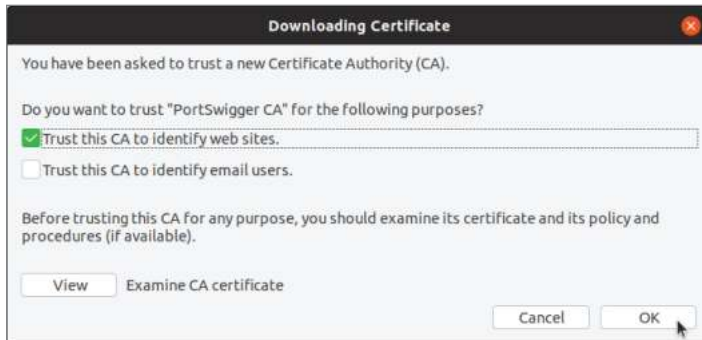 Downloading Certificate
You have been asked to trust a new Certificate Authority (CA).
Do you want to trust "PortSwigger CA" for the following purposes?
Trust this CA to identify web sites.
Trust this CA to identify email users.
Before trusting this CA for any purpose, you should examine its certificate and its policy and
procedures (if available).
View Examine CA certificate
Cancel OK